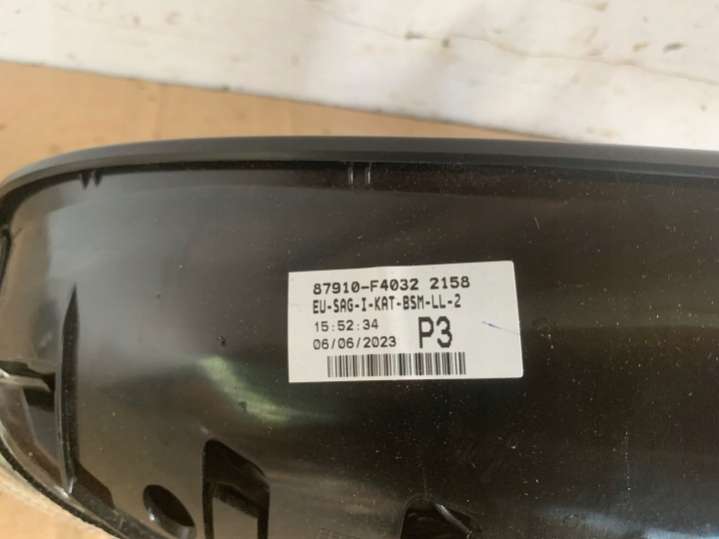 87910-F4032 2158
EU-SAG-I-KAT-BSM-LL-2
15:52:34
06/06/2023 P3